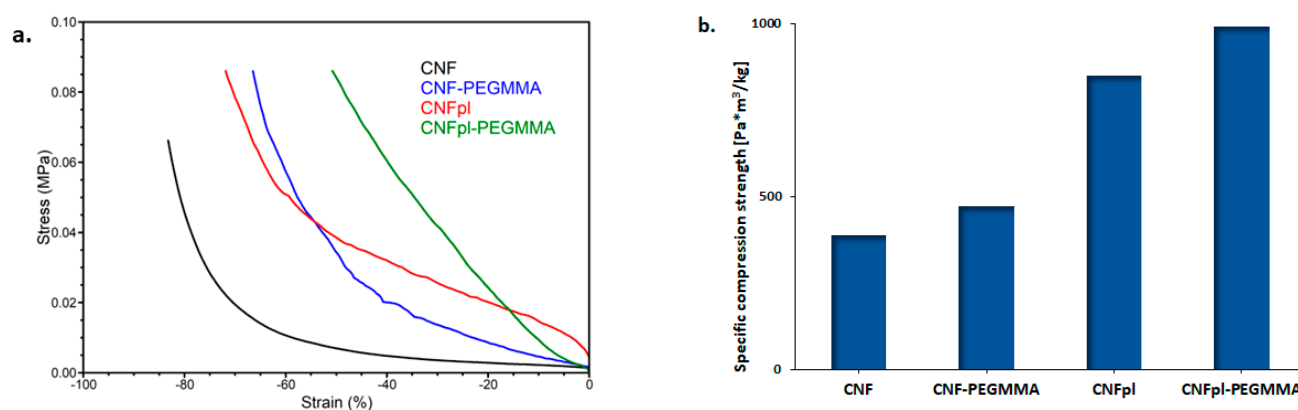 a.
Stress (MPa)
0.10
0.08
0.06
0.04
0.02
0.00
CNF
CNF-PEGMMA
CNFpl
CNFpl-PEGMMA
-100
-80
-60
-40
-20
0
Strain (%)
b.
Specific compression strength [Pa*m³/kg]
1000
500
0
CNF
CNF-PEGMMA
CNFpl
CNFpl-PEGMMA